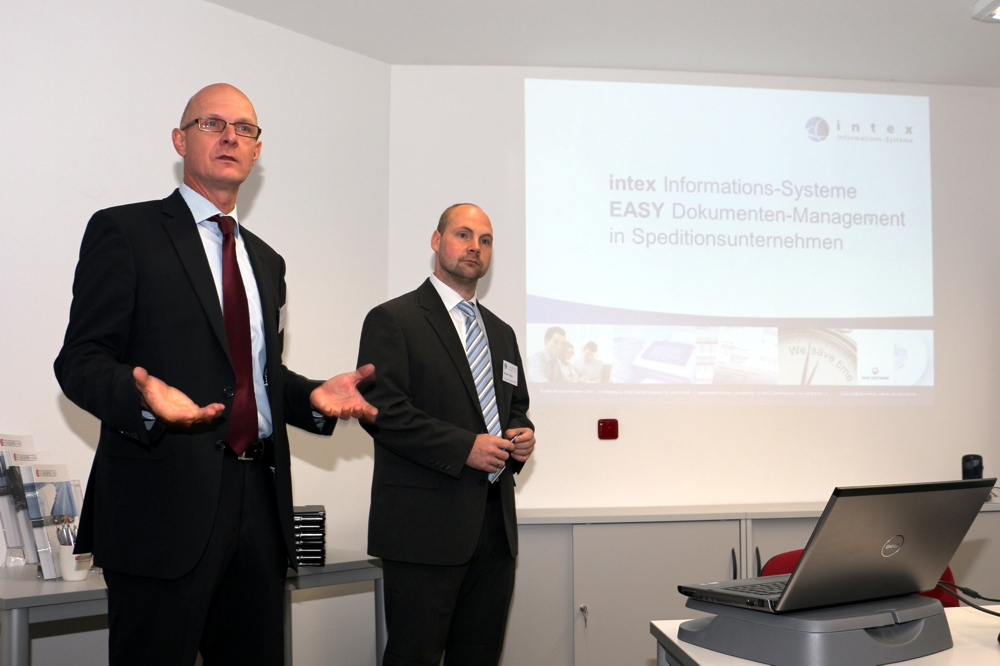 intex
Informations-Systeme
intex Informations-Systeme
EASY Dokumenten-Management
in Speditionsunternehmen
We save time
DELL